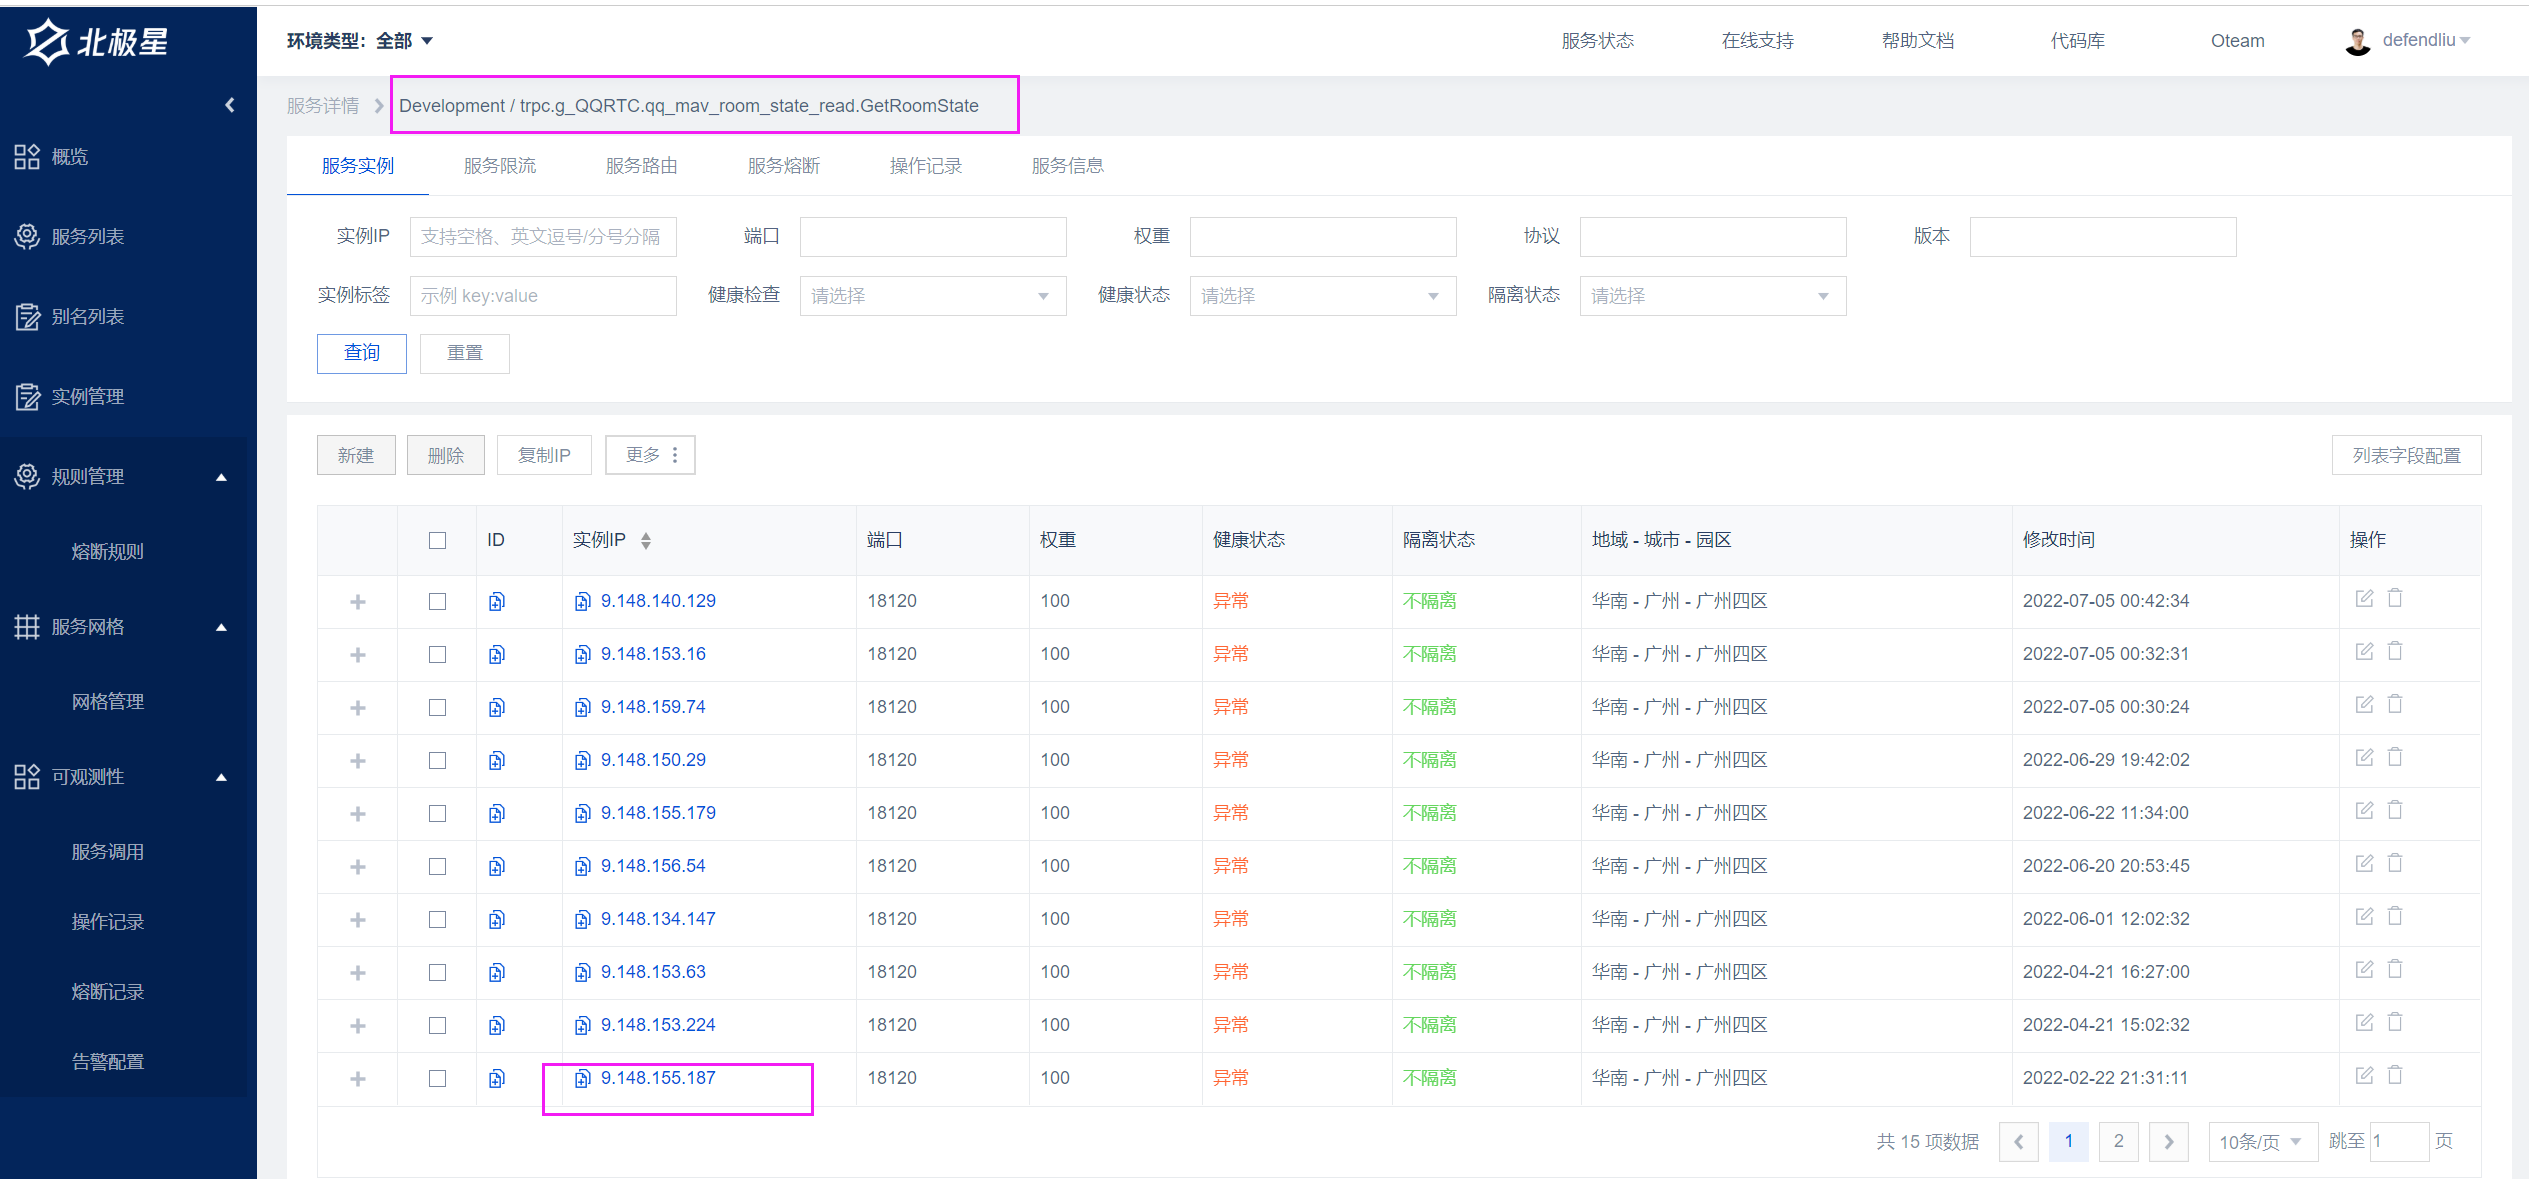 北极星
环境类型: 全部
服务状态
在线支持
帮助文档
代码库
Oteam
defendliu
服务详情
Development / trpc.g_QQRTC.qq_mav_room_state_read.GetRoomState
概览
服务列表
别名列表
实例管理
规则管理
熔断规则
服务网格
网格管理
可观测性
服务调用
操作记录
熔断记录
告警配置
服务实例 服务限流 服务路由 服务熔断 操作记录 服务信息
实例IP 支持空格、英文逗号/分号分隔 端口 权重 协议 版本
实例标签 示例 key:value 健康检查 请选择 健康状态 请选择 隔离状态 请选择
查询 重置
新建 删除 复制IP 更多 列表字段配置
ID 实例IP 端口 权重 健康状态 隔离状态 地域 - 城市 - 园区 修改时间 操作
9.148.140.129 18120 100 异常 不隔离 华南 - 广州 - 广州四区 2022-07-05 00:42:34
9.148.153.16 18120 100 异常 不隔离 华南 - 广州 - 广州四区 2022-07-05 00:32:31
9.148.159.74 18120 100 异常 不隔离 华南 - 广州 - 广州四区 2022-07-05 00:30:24
9.148.150.29 18120 100 异常 不隔离 华南 - 广州 - 广州四区 2022-06-29 19:42:02
9.148.155.179 18120 100 异常 不隔离 华南 - 广州 - 广州四区 2022-06-22 11:34:00
9.148.156.54 18120 100 异常 不隔离 华南 - 广州 - 广州四区 2022-06-20 20:53:45
9.148.134.147 18120 100 异常 不隔离 华南 - 广州 - 广州四区 2022-06-01 12:02:32
9.148.153.63 18120 100 异常 不隔离 华南 - 广州 - 广州四区 2022-04-21 16:27:00
9.148.153.224 18120 100 异常 不隔离 华南 - 广州 - 广州四区 2022-04-21 15:02:32
9.148.155.187 18120 100 异常 不隔离 华南 - 广州 - 广州四区 2022-02-22 21:31:11
共 15 项数据 1 2 10条/页 跳至 1 页